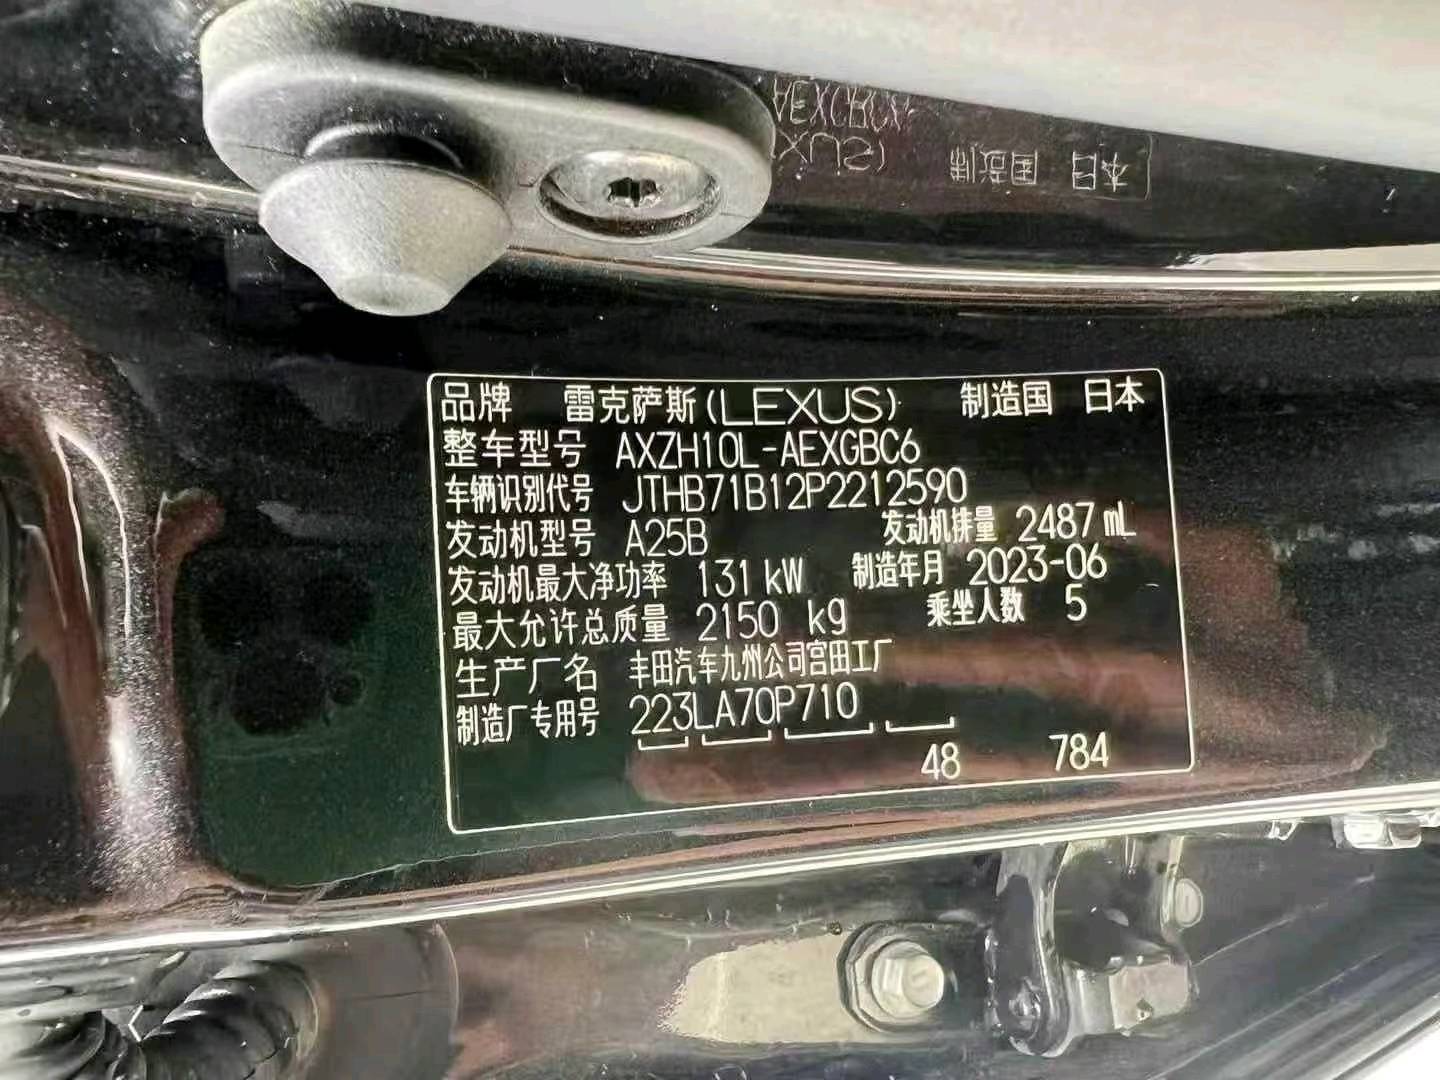 品牌 雷克萨斯(LEXUS) 制造国 日本
整车型号 AXZH10L-AEXGBC6
车辆识别代号 JTHB71B12P2212590
发动机型号 A25B 发动机排量 2487 mL
发动机最大净功率 131 kW 制造年月 2023-06
最大允许总质量 2150 kg 乘坐人数 5
生产厂名 丰田汽车九州公司宫田工厂
制造厂专用号 223LA70P710
48 784